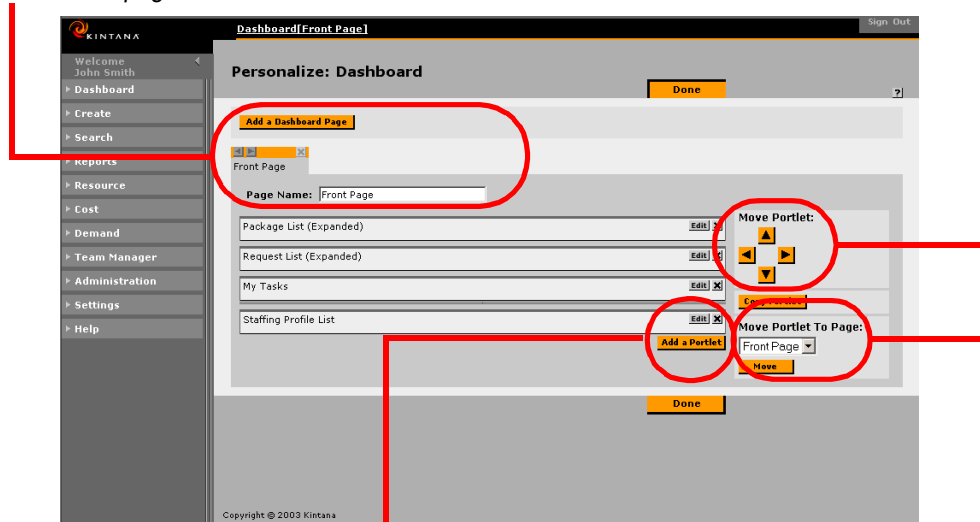 KINTANA
Dashboard[Front Page]
Sign Out
Welcome
John Smith
Personalize: Dashboard
Dashboard
Done
?
Create
Add a Dashboard Page
Search
Reports
Front Page
Resource
Page Name: Front Page
Cost
Package List (Expanded)
Edit X
Move Portlet:
Demand
Request List (Expanded)
Edit
Team Manager
My Tasks
Edit X
Administration
Settings
Staffing Profile List
Edit X
Move Portlet To Page:
Help
Add a Portlet
Front Page
Move
Done
Copyright © 2003 Kintana